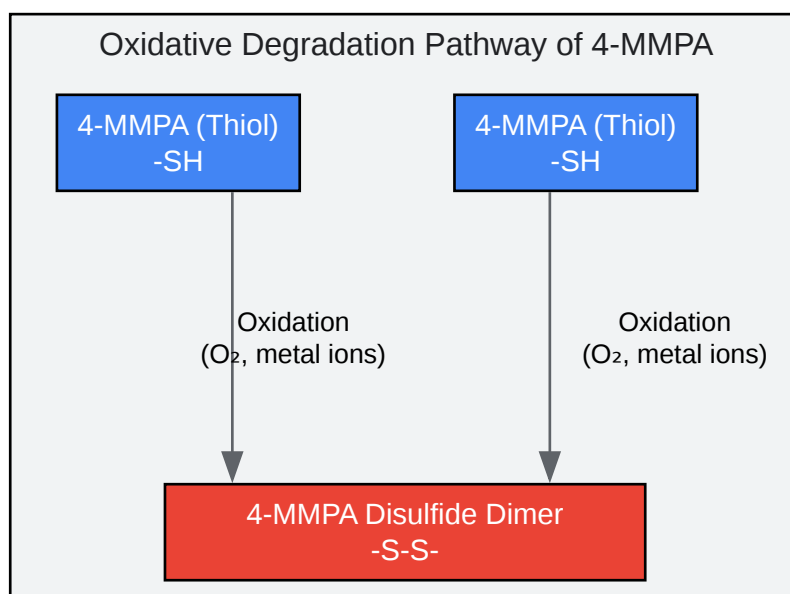 Oxidative Degradation Pathway of 4-MMPA
4-MMPA (Thiol)
-SH
4-MMPA (Thiol)
-SH
Oxidation
(O₂, metal ions)
Oxidation
(O₂, metal ions)
4-MMPA Disulfide Dimer
-S-S-